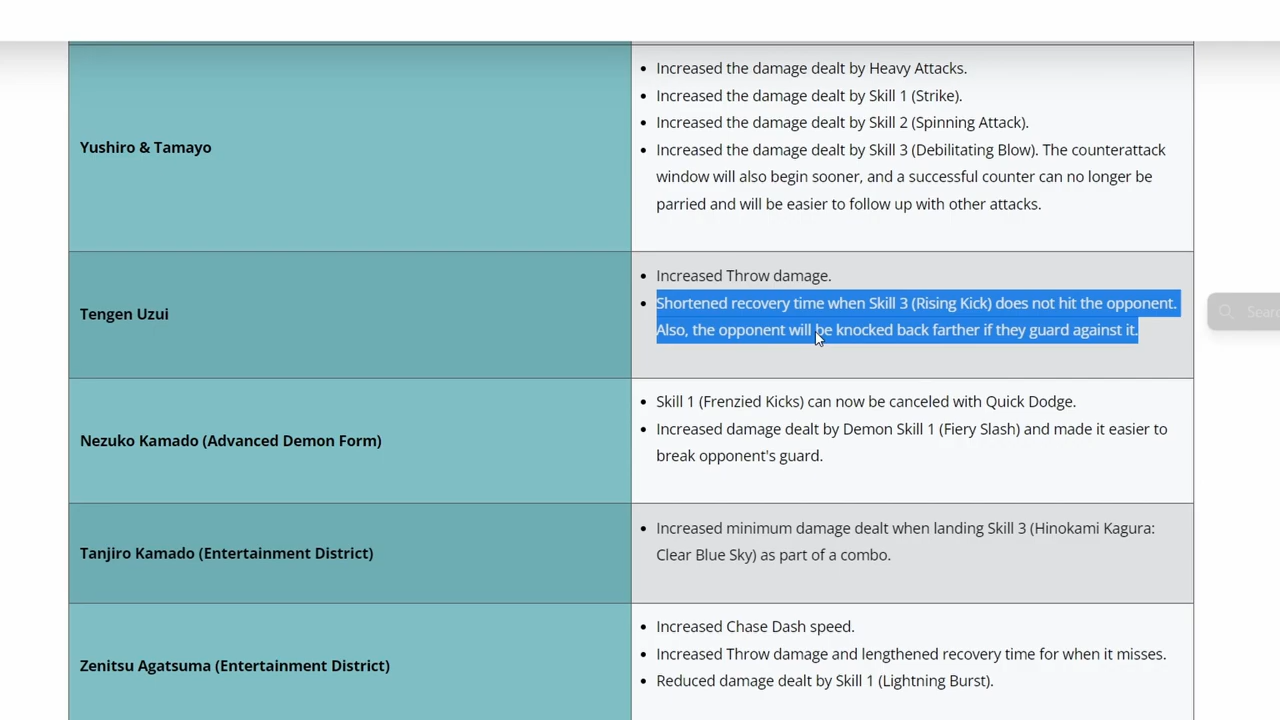 Increased the damage dealt by Heavy Attacks.
Increased the damage dealt by Skill 1 (Strike).
Increased the damage dealt by Skill 2 (Spinning Attack).
Yushiro & Tamayo
Increased the damage dealt by Skill 3 (Debilitating Blow). The counterattack
window will also begin sooner, and a successful counter can no longer be
parried and will be easier to follow up with other attacks.
Tengen Uzui
Increased Throw damage.
Shortened recovery time when Skill 3 (Rising Kick) does not hit the opponent.
Also, the opponent will be knocked back farther if they guard against it.
Nezuko Kamado (Advanced Demon Form)
Skill 1 (Frenzied Kicks) can now be canceled with Quick Dodge.
Increased damage dealt by Demon Skill 1 (Fiery Slash) and made it easier to
break opponent's guard.
Tanjiro Kamado (Entertainment District)
Increased minimum damage dealt when landing Skill 3 (Hinokami Kagura:
Clear Blue Sky) as part of a combo.
Zenitsu Agatsuma (Entertainment District)
Increased Chase Dash speed.
Increased Throw damage and lengthened recovery time for when it misses.
Reduced damage dealt by Skill 1 (Lightning Burst).